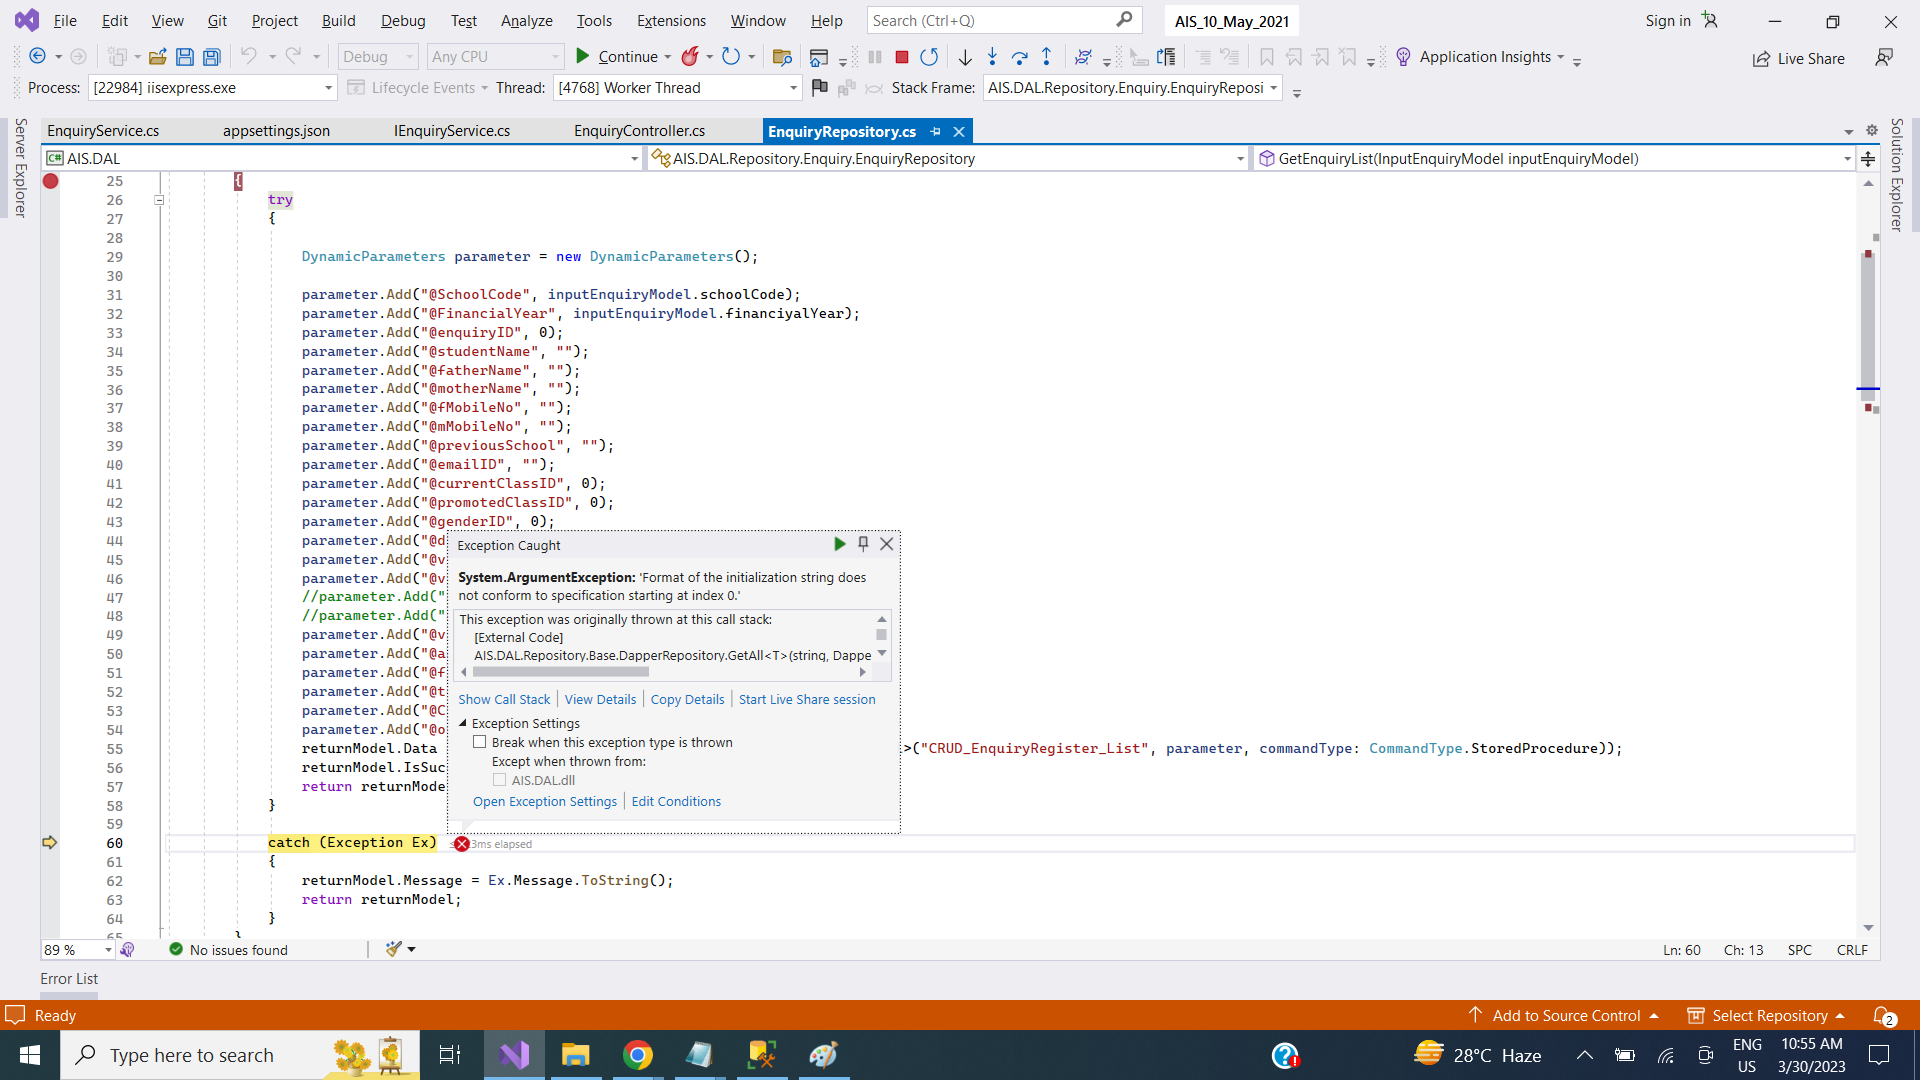 File Edit View Git Project Build Debug Test Analyze Tools Extensions Window Help Search (Ctrl+Q) AIS_10_May_2021 Sign in
Debug Any CPU Continue Application Insights Live Share
Process: [22984] iisexpress.exe Lifecycle Events Thread: [4768] Worker Thread Stack Frame: AIS.DAL.Repository.Enquiry.EnquiryReposi
Server Explorer
Solution Explorer
EnquiryService.cs appsettings.json IEnquiryService.cs EnquiryController.cs EnquiryRepository.cs
C# AIS.DAL AIS.DAL.Repository.Enquiry.EnquiryRepository GetEnquiryList(InputEnquiryModel inputEnquiryModel)
25 {
26 try
27 {
28
29 DynamicParameters parameter = new DynamicParameters();
30
31 parameter.Add("@SchoolCode", inputEnquiryModel.schoolCode);
32 parameter.Add("@FinancialYear", inputEnquiryModel.financiyalYear);
33 parameter.Add("@enquiryID", 0);
34 parameter.Add("@studentName", "");
35 parameter.Add("@fatherName", "");
36 parameter.Add("@motherName", "");
37 parameter.Add("@fMobileNo", "");
38 parameter.Add("@mMobileNo", "");
39 parameter.Add("@previousSchool", "");
40 parameter.Add("@emailID", "");
41 parameter.Add("@currentClassID", 0);
42 parameter.Add("@promotedClassID", 0);
43 parameter.Add("@genderID", 0);
44 parameter.Add("@d
45 parameter.Add("@v
46 parameter.Add("@v
47 //parameter.Add("
48 //parameter.Add("
49 parameter.Add("@v
50 parameter.Add("@a
51 parameter.Add("@f
52 parameter.Add("@t
53 parameter.Add("@C
54 parameter.Add("@o
55 returnModel.Data >("CRUD_EnquiryRegister_List", parameter, commandType: CommandType.StoredProcedure));
56 returnModel.IsSuc
57 return returnMode
58 }
59
60 catch (Exception Ex) 3ms elapsed
61 {
62 returnModel.Message = Ex.Message.ToString();
63 return returnModel;
64 }
65 }
Exception Caught
System.ArgumentException: 'Format of the initialization string does
not conform to specification starting at index 0.'
This exception was originally thrown at this call stack:
[External Code]
AIS.DAL.Repository.Base.DapperRepository.GetAll<T>(string, Dappe
Show Call Stack View Details Copy Details Start Live Share session
Exception Settings
Break when this exception type is thrown
Except when thrown from:
AIS.DAL.dll
Open Exception Settings Edit Conditions
89 % No issues found Ln: 60 Ch: 13 SPC CRLF
Error List
Ready Add to Source Control Select Repository 2
Type here to search 28°C Haze ENG US 10:55 AM 3/30/2023